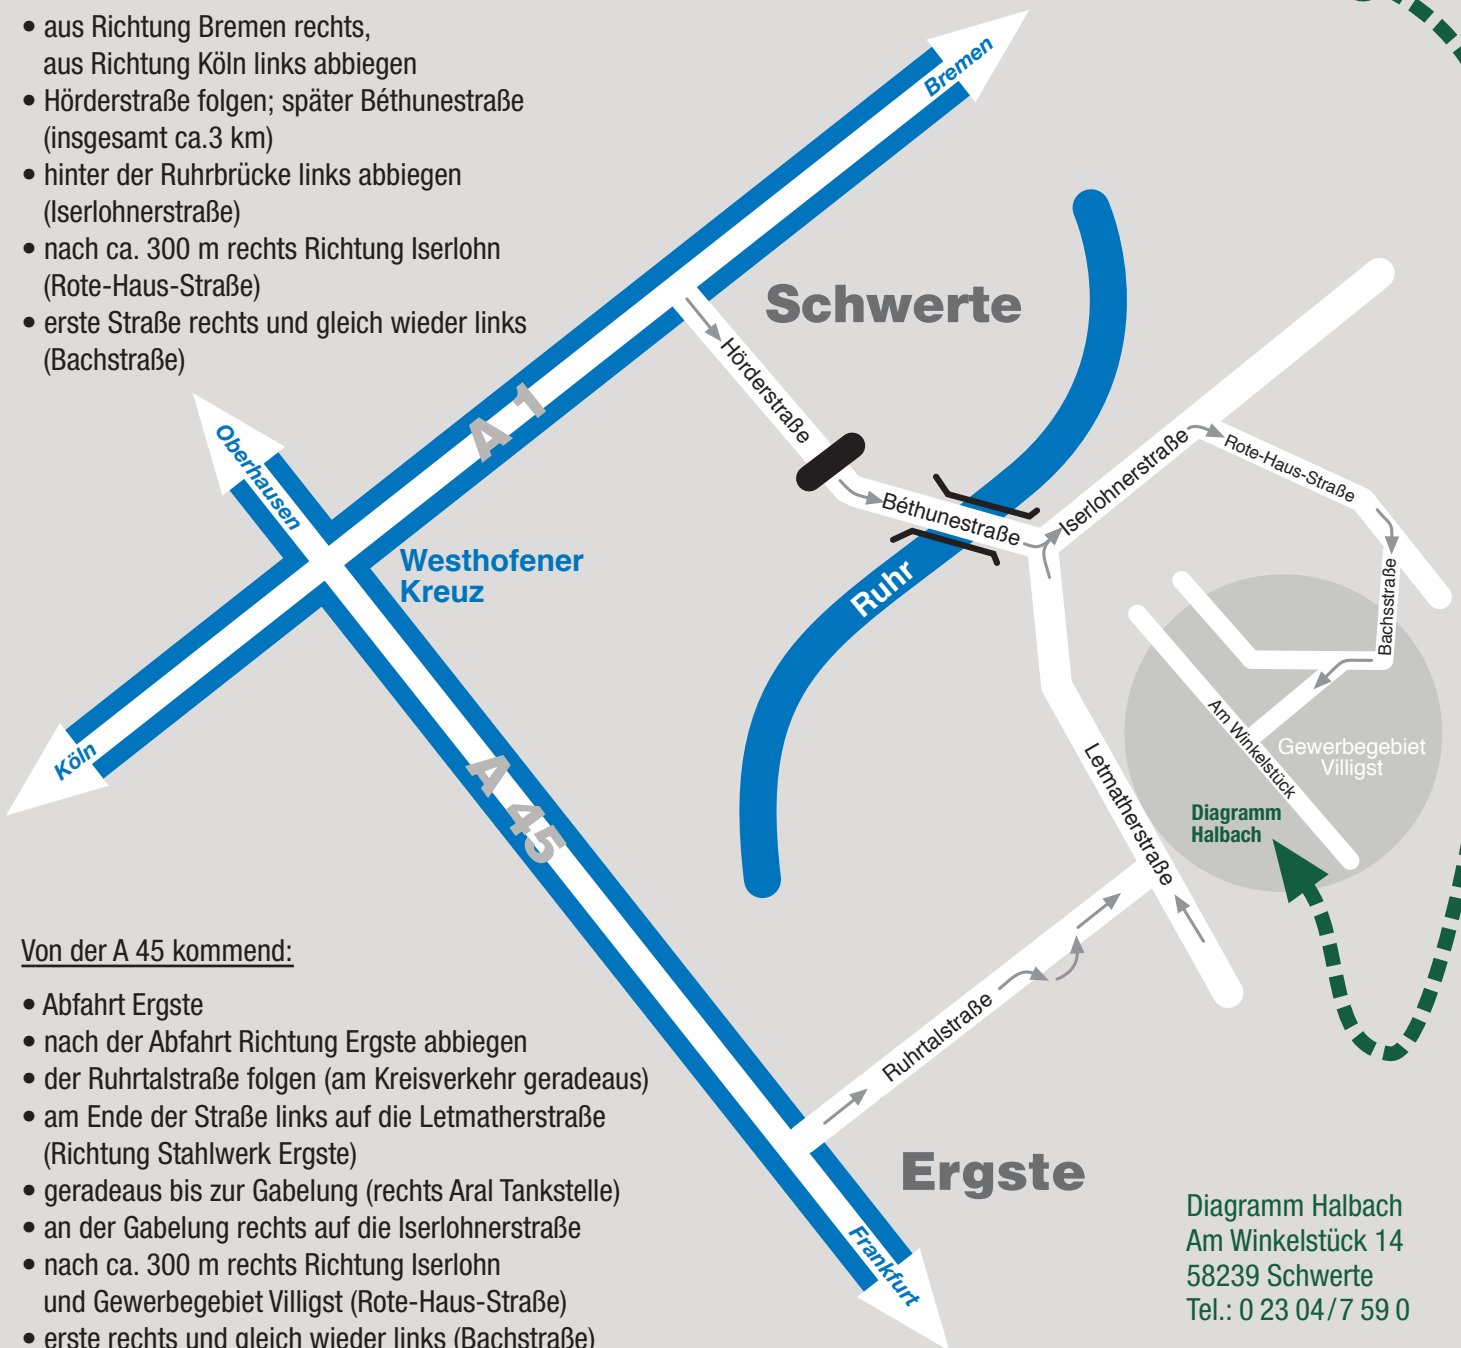 • aus Richtung Bremen rechts,
aus Richtung Köln links abbiegen
• Hörderstraße folgen; später Béthunestraße
(insgesamt ca.3 km)
• hinter der Ruhrbrücke links abbiegen
(Iserlohnerstraße)
• nach ca. 300 m rechts Richtung Iserlohn
(Rote-Haus-Straße)
• erste Straße rechts und gleich wieder links
(Bachstraße)
Bremen
Schwerte
Hörderstraße
A 1
Oberhausen
Westhofener
Kreuz
Köln
Béthunestraße
Iserlohnerstraße
Rote-Haus-Straße
Bachsstraße
Ruhr
Am Winkelstück
Gewerbegebiet
Villigst
Letmatherstraße
Diagramm
Halbach
A 45
Ruhrtalstraße
Ergste
Frankfurt
Von der A 45 kommend:
• Abfahrt Ergste
• nach der Abfahrt Richtung Ergste abbiegen
• der Ruhrtalstraße folgen (am Kreisverkehr geradeaus)
• am Ende der Straße links auf die Letmatherstraße
(Richtung Stahlwerk Ergste)
• geradeaus bis zur Gabelung (rechts Aral Tankstelle)
• an der Gabelung rechts auf die Iserlohnerstraße
• nach ca. 300 m rechts Richtung Iserlohn
und Gewerbegebiet Villigst (Rote-Haus-Straße)
• erste rechts und gleich wieder links (Bachstraße)
Diagramm Halbach
Am Winkelstück 14
58239 Schwerte
Tel.: 0 23 04/7 59 0